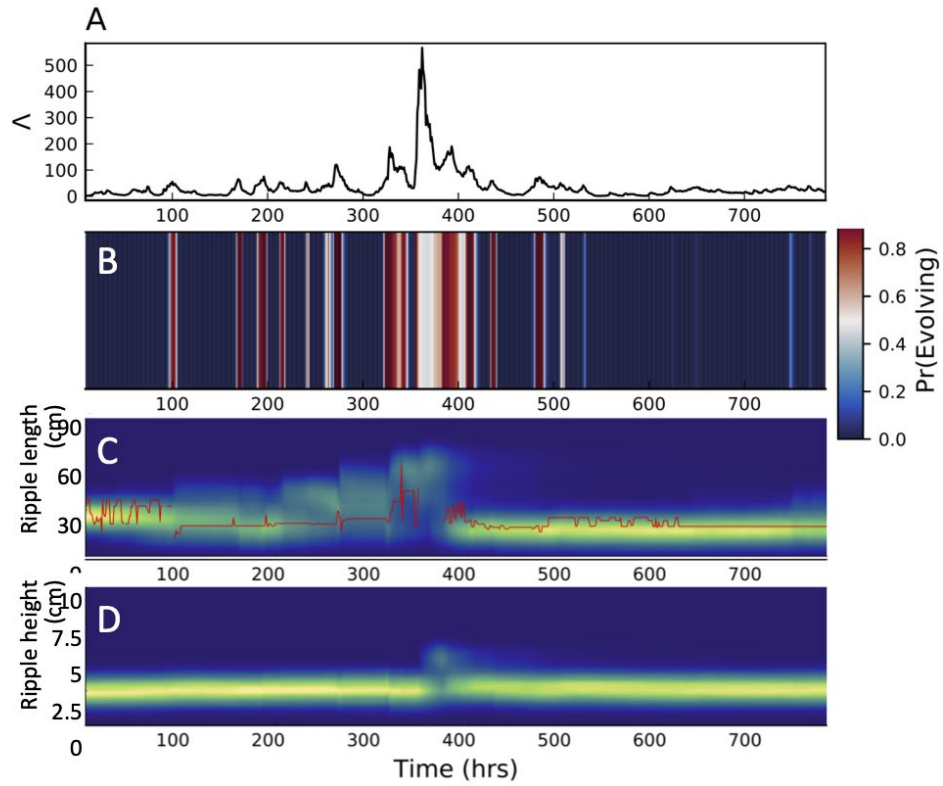 A
Λ
500
400
300
200
100
0
100 200 300 400 500 600 700
B
0.8
0.6
0.4
0.2
0.0
Pr(Evolving)
100 200 300 400 500 600 700
C
Ripple length
(cm)
90
60
30
0
100 200 300 400 500 600 700
D
Ripple height
(cm)
10
7.5
5
2.5
0
100 200 300 400 500 600 700
Time (hrs)